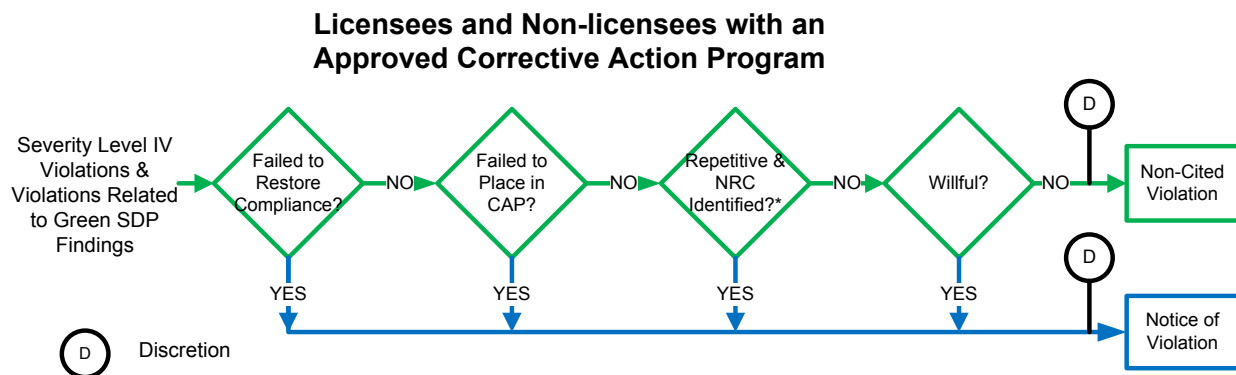 Licensees and Non-licensees with an
Approved Corrective Action Program
Severity Level IV
Violations &
Violations Related
to Green SDP
Findings
Failed to
Restore
Compliance?
NO
Failed to
Place in
CAP?
NO
Repetitive &
NRC
Identified?*
NO
Willful?
NO
D
Non-Cited
Violation
YES
YES
YES
YES
D
Notice of
Violation
D
Discretion